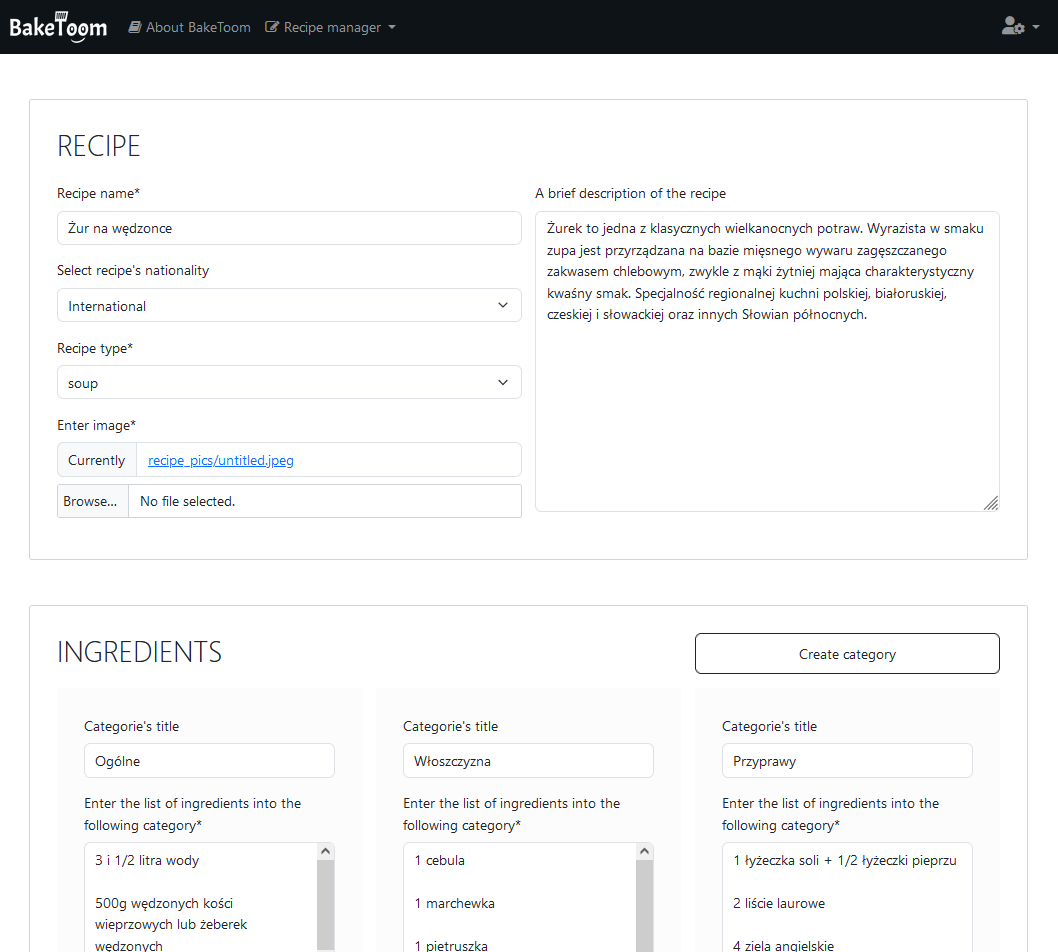 BakeToom About BakeToom Recipe manager
RECIPE
Recipe name*
Żur na wędzonce
Select recipe's nationality
International
Recipe type*
soup
Enter image*
Currently recipe_pics/untitled.jpeg
Browse... No file selected.
A brief description of the recipe
Żurek to jedna z klasycznych wielkanocnych potraw. Wyrazista w smaku
zupa jest przyrządzana na bazie mięsnego wywaru zagęszczanego
zakwasem chlebowym, zwykle z mąki żytniej mająca charakterystyczny
kwaśny smak. Specjalność regionalnej kuchni polskiej, białoruskiej,
czeskiej i słowackiej oraz innych Słowian północnych.
INGREDIENTS
Create category
Categorie's title
Ogólne
Enter the list of ingredients into the
following category*
3 i 1/2 litra wody
500g wędzonych kości
wieprzowych lub żeberek
wędzonych
Categorie's title
Włoszczyzna
Enter the list of ingredients into the
following category*
1 cebula
1 marchewka
1 pietruszka
Categorie's title
Przyprawy
Enter the list of ingredients into the
following category*
1 łyżeczka soli + 1/2 łyżeczki pieprzu
2 liście laurowe
4 ziela angielskie